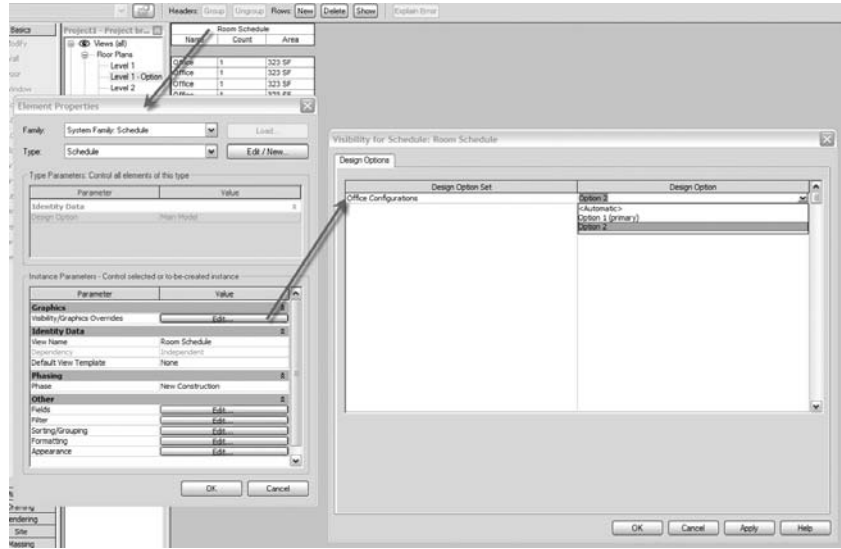 Headers: Group Ungroup Rows: New Delete Show Explain Error
Basics
Project3 - Project br...
Room Schedule
Modify
Views (all)
Name Count Area
Floor Plans
Level 1
Office 1 323 SF
Level 1 - Option
Office 1 323 SF
Level 2
Office 1 323 SF
Element Properties
Family: System Family: Schedule Load...
Type: Schedule Edit / New...
Type Parameters: Control all elements of this type
Parameter Value
Identity Data
Design Option Main Model
Instance Parameters - Control selected or to-be-created instance
Parameter Value
Graphics
Visibility/Graphics Overrides Edit...
Identity Data
View Name Room Schedule
Dependency Independent
Default View Template None
Phasing
Phase New Construction
Other
Fields Edit...
Filter Edit...
Sorting/Grouping Edit...
Formatting Edit...
Appearance Edit...
OK Cancel
Site
Massing
Visibility for Schedule: Room Schedule
Design Options
Design Option Set Design Option
Office Configurations Option 2
<Automatic>
Option 1 (primary)
Option 2
OK Cancel Apply Help